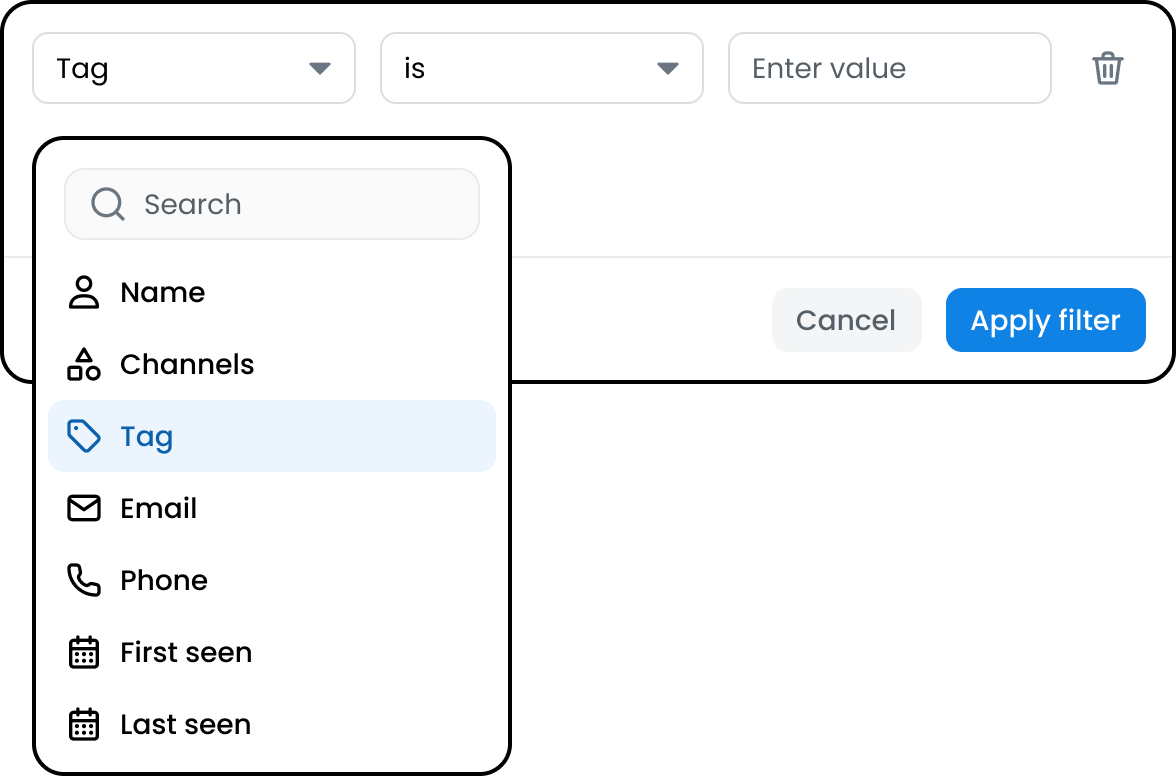 Tag
is
Enter value
Search
Name
Channels
Tag
Email
Phone
First seen
Last seen
Cancel
Apply filter